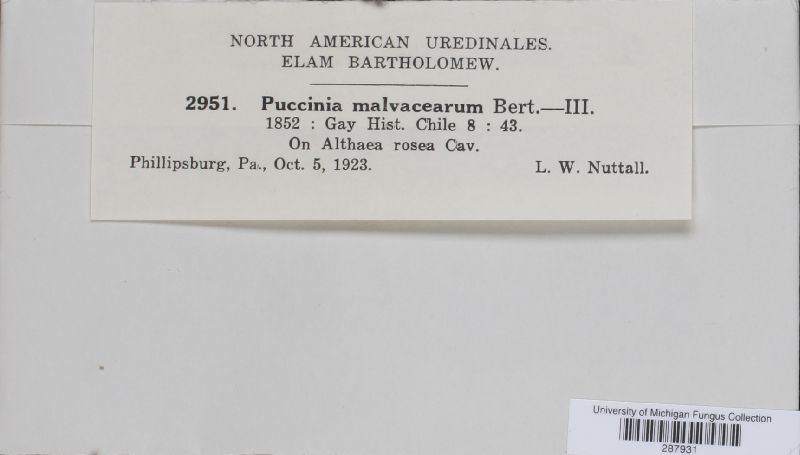 NORTH AMERICAN UREDINALES.
ELAM BARTHOLOMEW.
2951. Puccinia malvacearum Bert.—III.
1852 : Gay Hist. Chile 8 : 43.
On Althaea rosea Cav.
Phillipsburg, Pa., Oct. 5, 1923. L. W. Nuttall.
University of Michigan Fungus Collection
287931